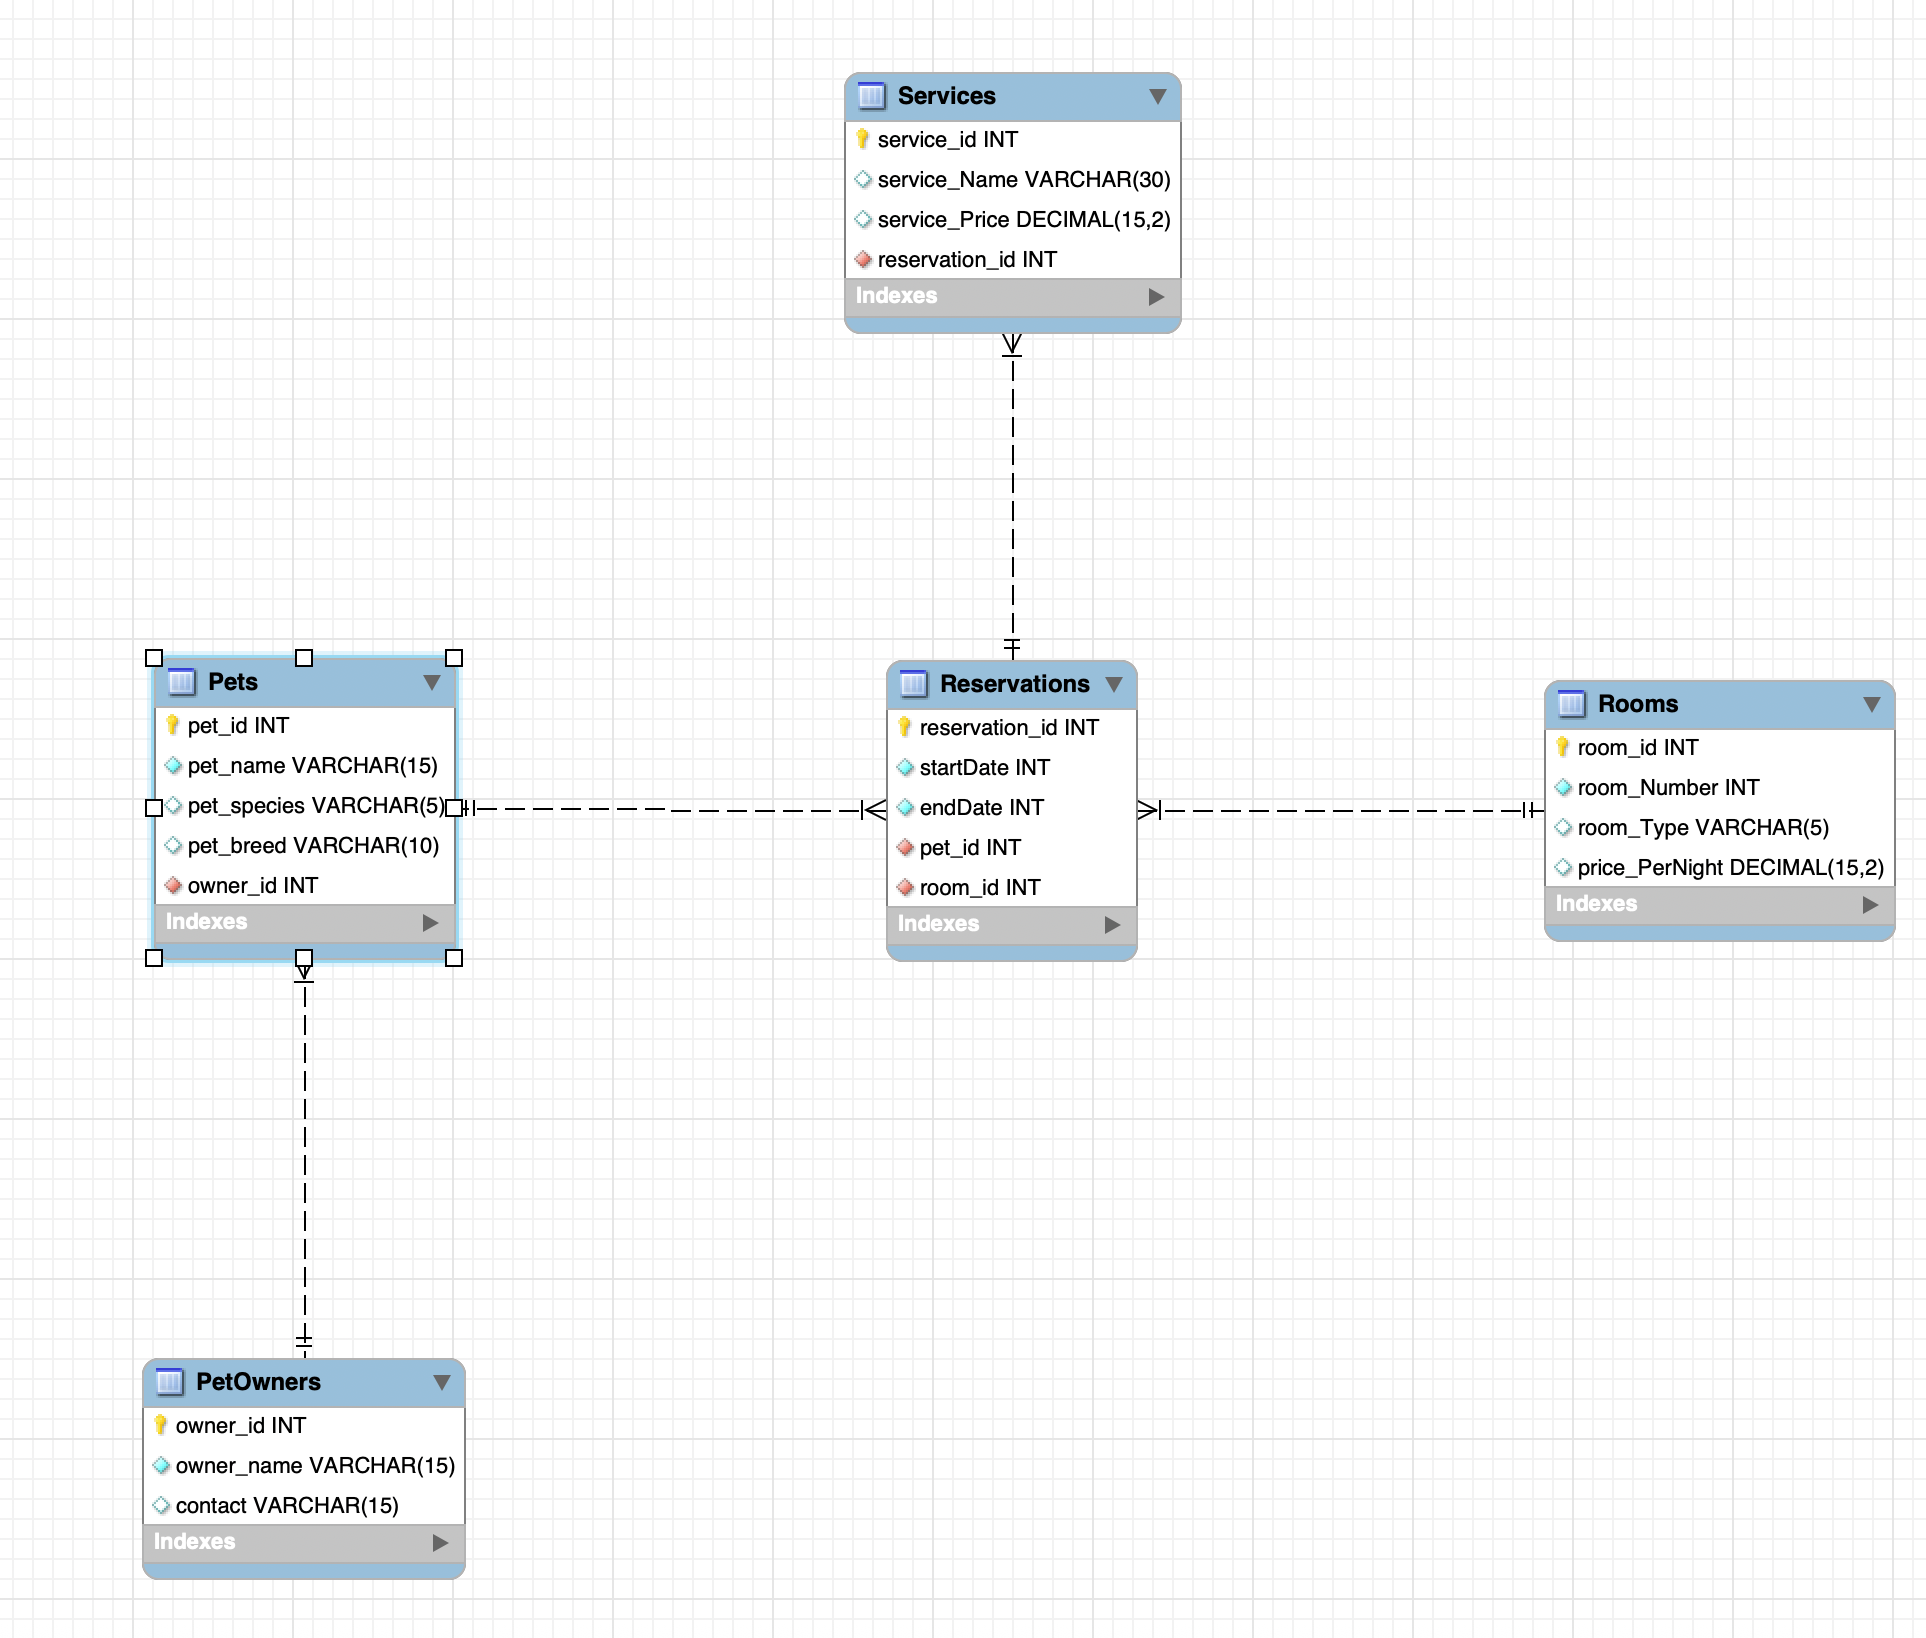 Services
service_id INT
service_Name VARCHAR(30)
service_Price DECIMAL(15,2)
reservation_id INT
Indexes
Pets
pet_id INT
pet_name VARCHAR(15)
pet_species VARCHAR(5)
pet_breed VARCHAR(10)
owner_id INT
Indexes
Reservations
reservation_id INT
startDate INT
endDate INT
pet_id INT
room_id INT
Indexes
Rooms
room_id INT
room_Number INT
room_Type VARCHAR(5)
price_PerNight DECIMAL(15,2)
Indexes
PetOwners
owner_id INT
owner_name VARCHAR(15)
contact VARCHAR(15)
Indexes